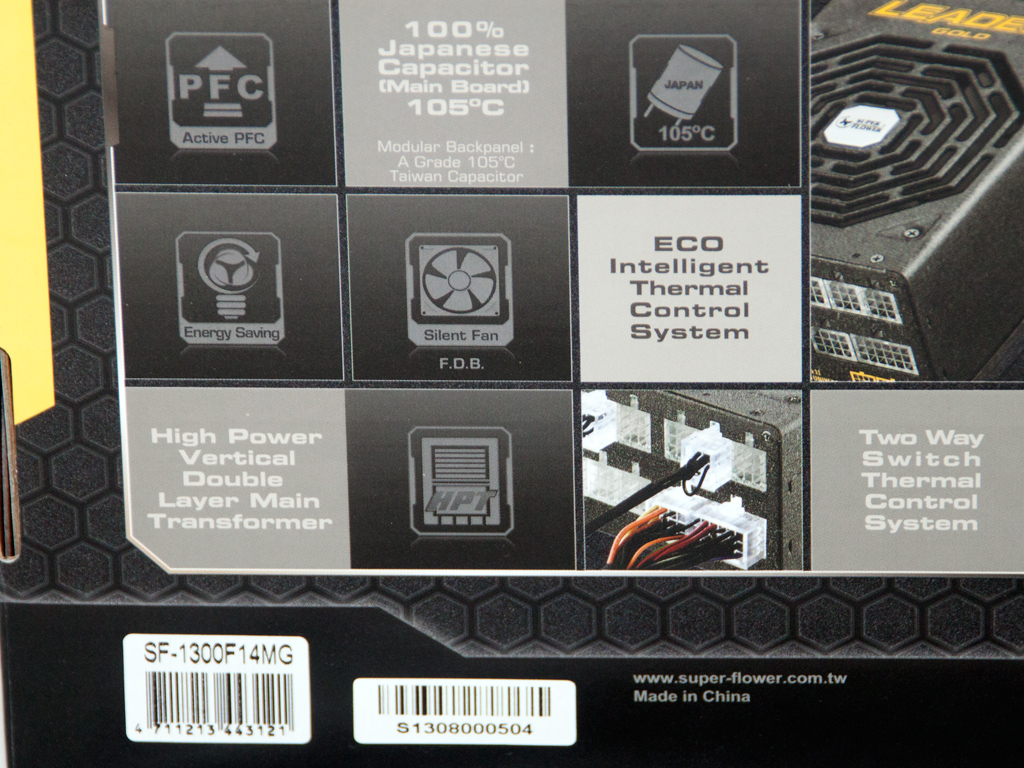 PFC
Active PFC
100%
Japanese
Capacitor
(Main Board)
105°C
Modular Backpanel :
A Grade 105°C
Taiwan Capacitor
JAPAN
105°C
LEADE
GOLD
SUPER
FLOWER
Energy Saving
Silent Fan
F.D.B.
ECO
Intelligent
Thermal
Control
System
High Power
Vertical
Double
Layer Main
Transformer
HPT
Two Way
Switch
Thermal
Control
System
SF-1300F14MG
4 711213 443121
S1308000504
www.super-flower.com.tw
Made in China